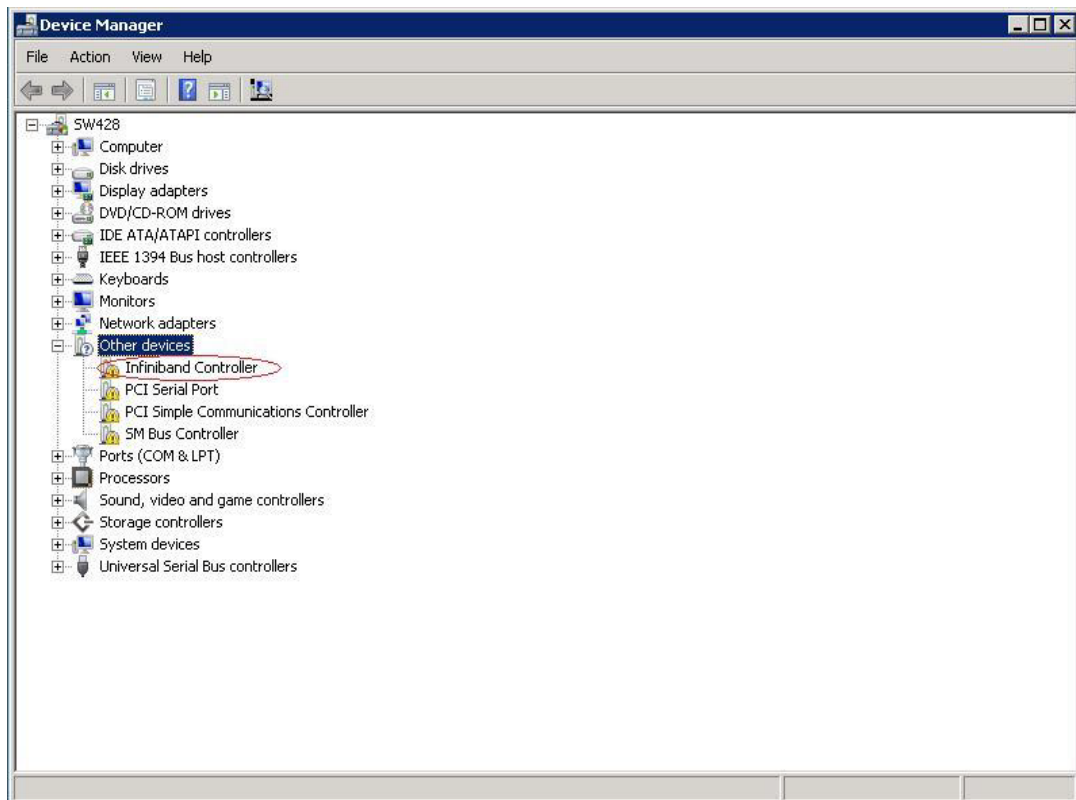 Device Manager
File Action View Help
SW428
Computer
Disk drives
Display adapters
DVD/CD-ROM drives
IDE ATA/ATAPI controllers
IEEE 1394 Bus host controllers
Keyboards
Monitors
Network adapters
Other devices
Infiniband Controller
PCI Serial Port
PCI Simple Communications Controller
SM Bus Controller
Ports (COM & LPT)
Processors
Sound, video and game controllers
Storage controllers
System devices
Universal Serial Bus controllers